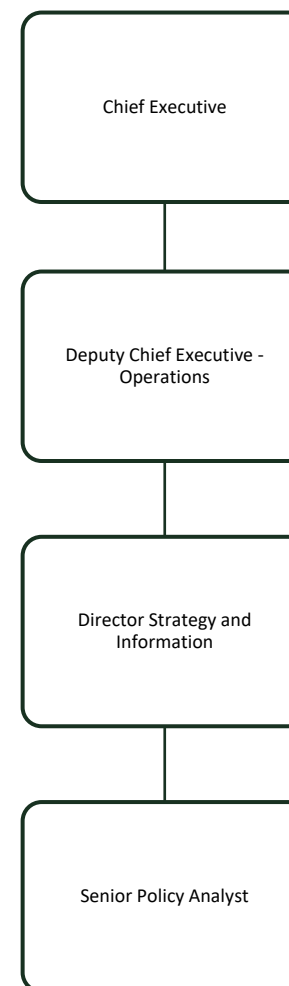 Chief Executive
Deputy Chief Executive -
Operations
Director Strategy and
Information
Senior Policy Analyst